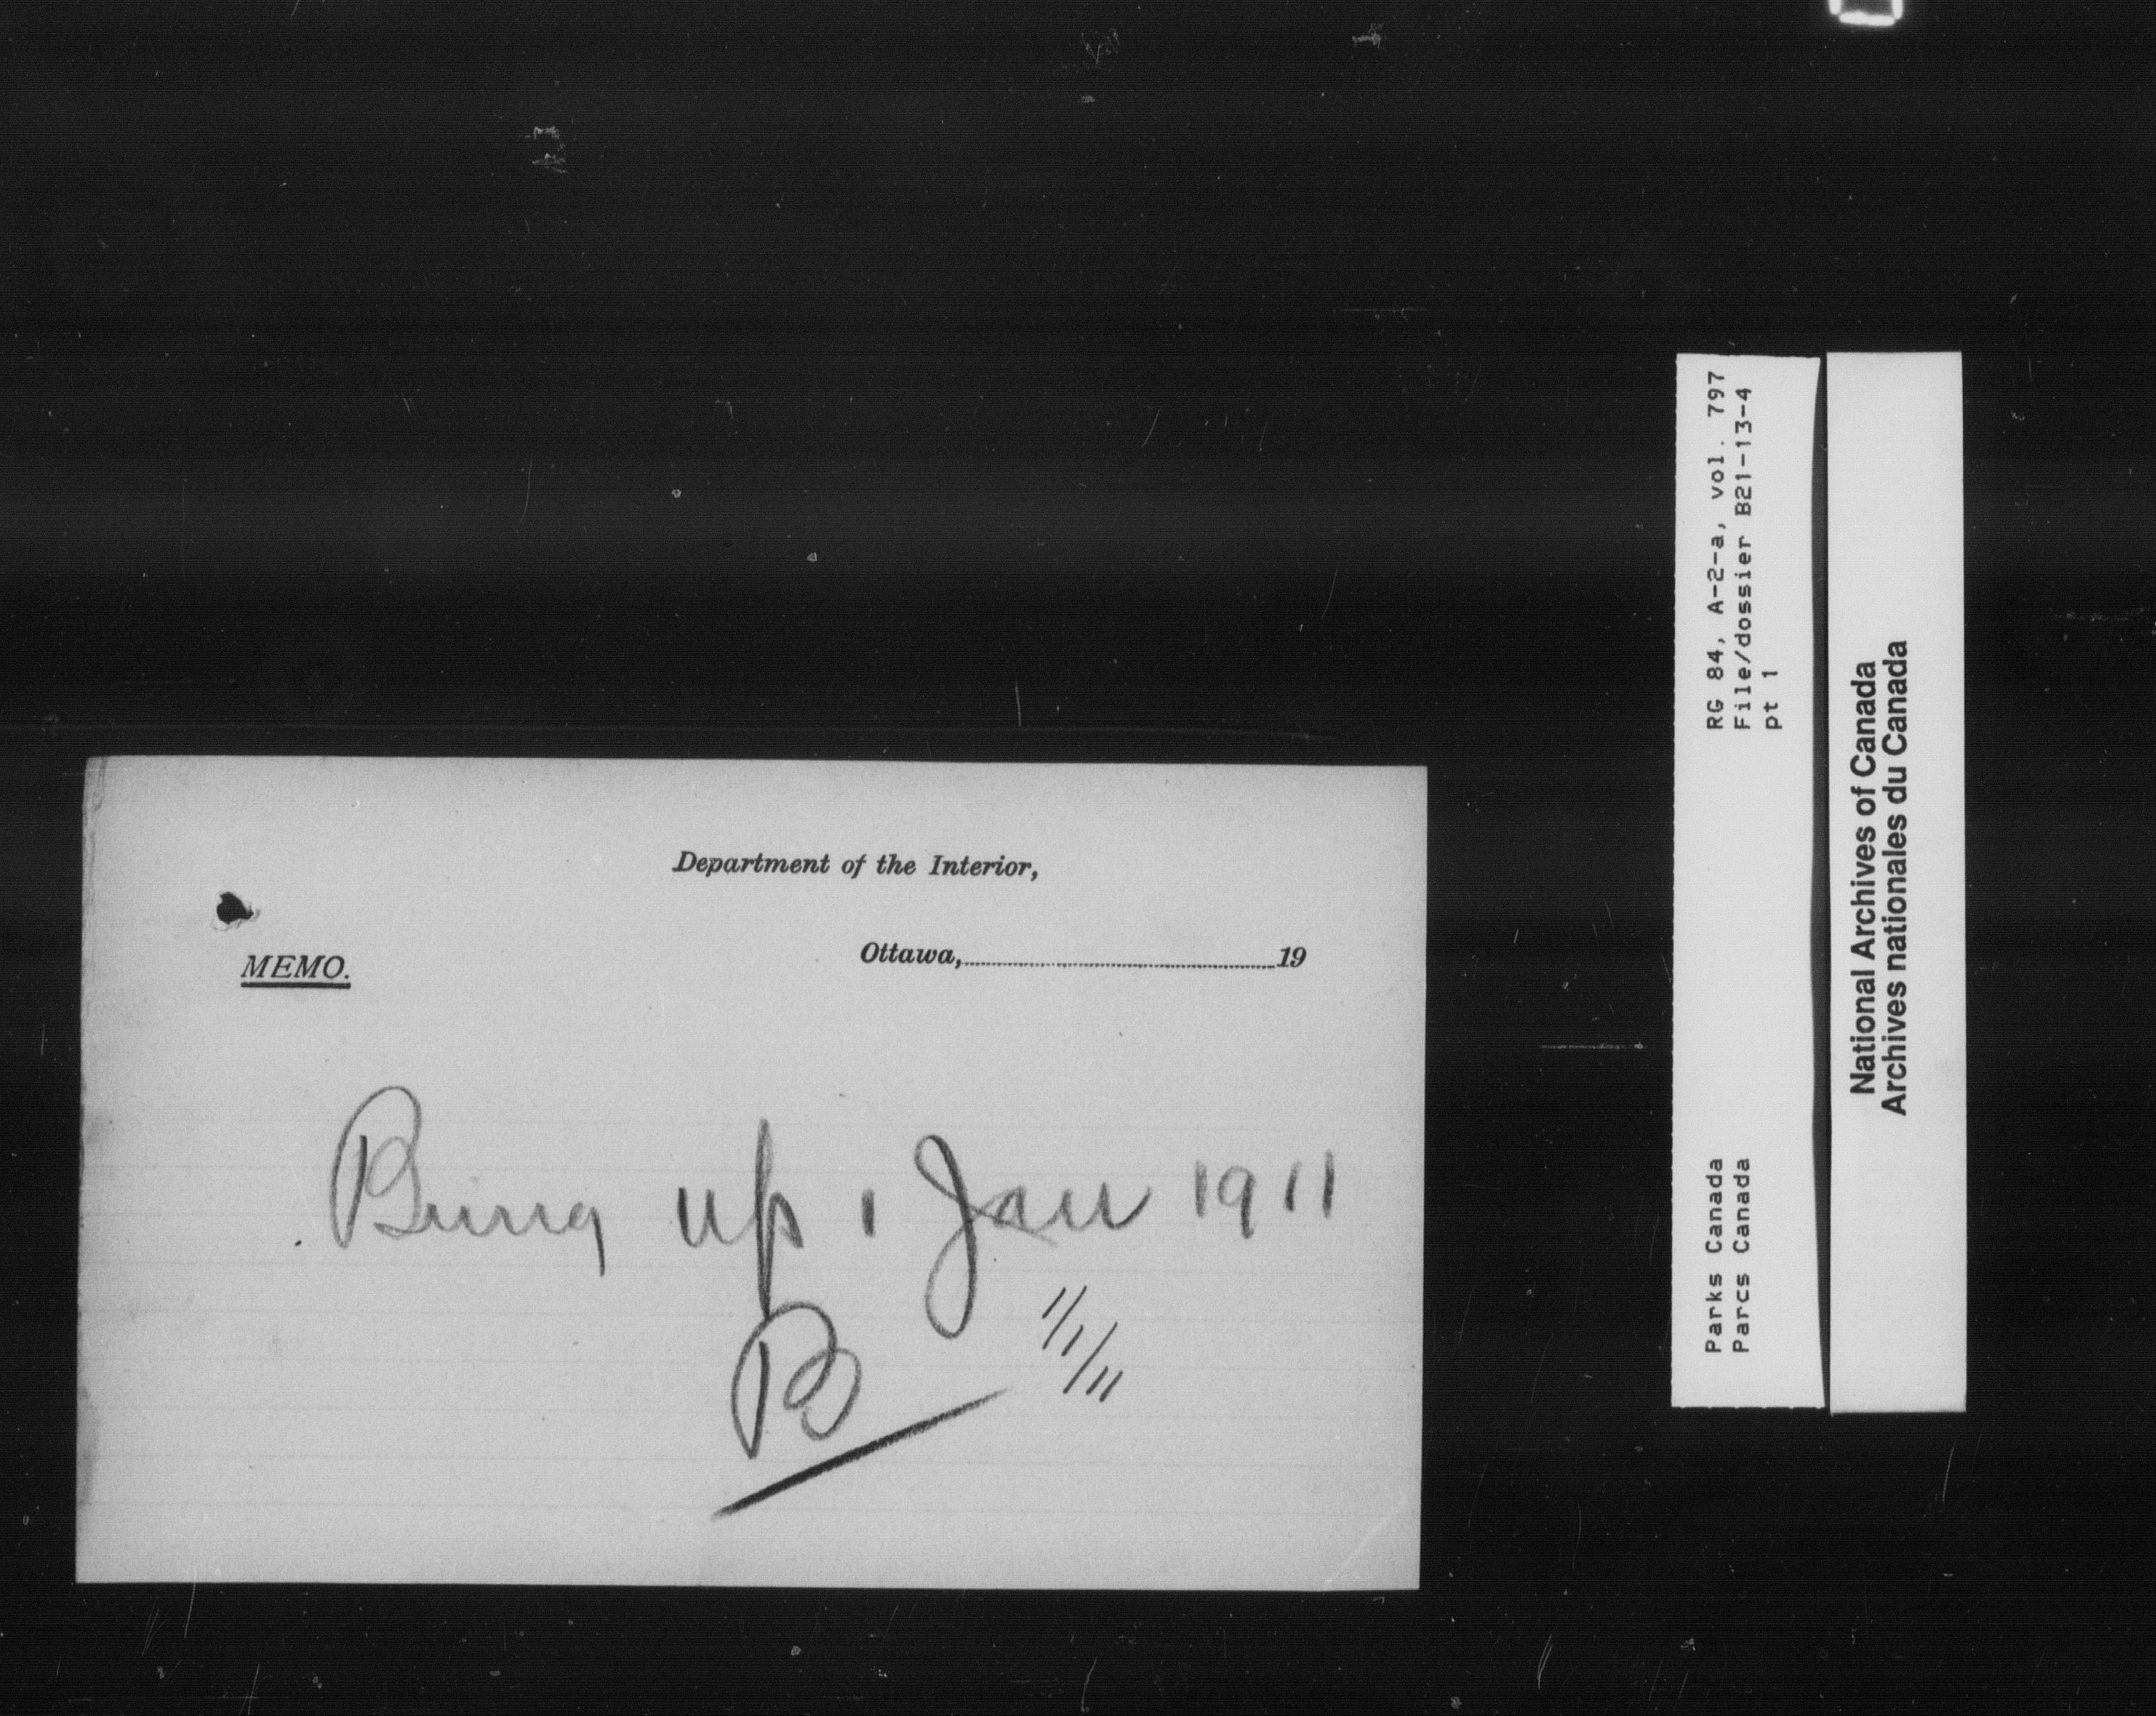 Department of the Interior,
MEMO.
Ottawa, 19
Bring up 1 Jan 1911
B
1/1/11
RG 84, A-2-a, vol. 797
File/dossier B21-13-4
pt 1
Parks Canada
Parcs Canada
National Archives of Canada
Archives nationales du Canada